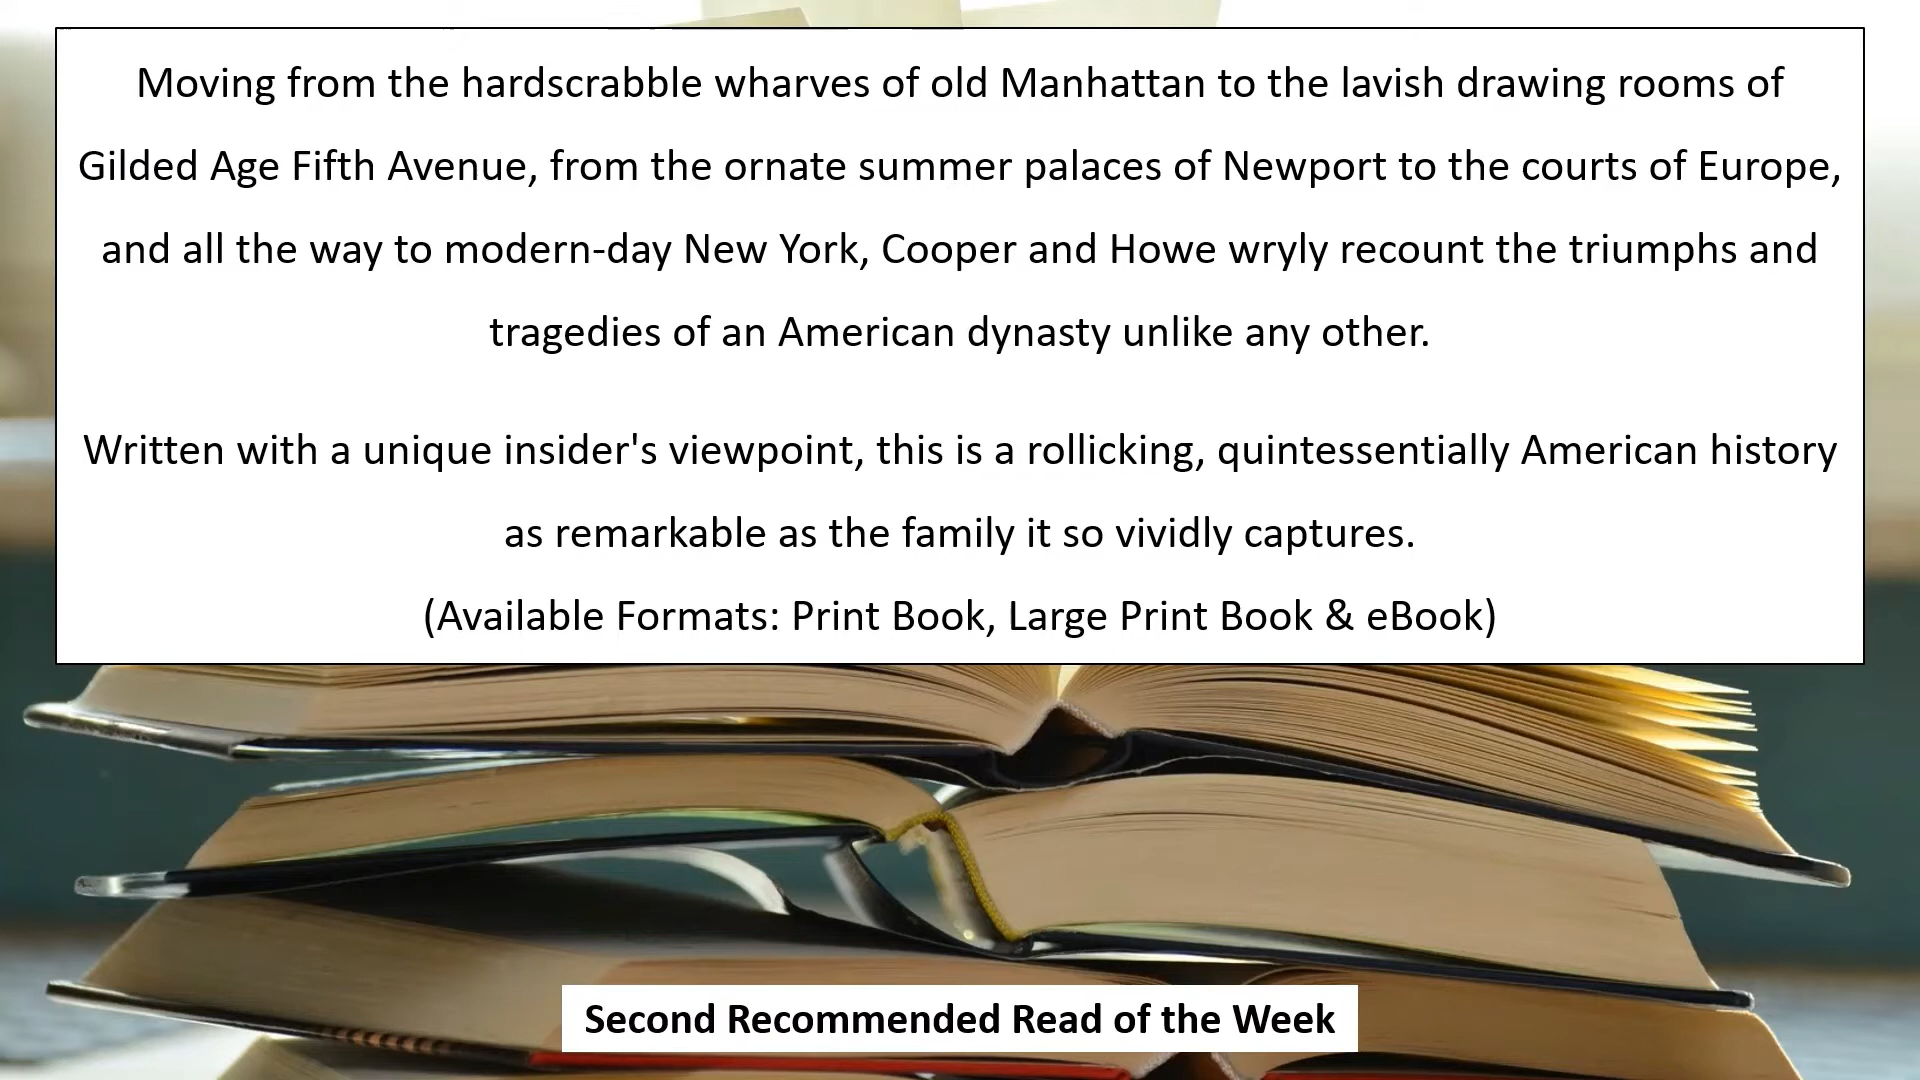 Moving from the hardscrabble wharves of old Manhattan to the lavish drawing rooms of
Gilded Age Fifth Avenue, from the ornate summer palaces of Newport to the courts of Europe,
and all the way to modern-day New York, Cooper and Howe wryly recount the triumphs and
tragedies of an American dynasty unlike any other.
Written with a unique insider's viewpoint, this is a rollicking, quintessentially American history
as remarkable as the family it so vividly captures.
(Available Formats: Print Book, Large Print Book & eBook)
Second Recommended Read of the Week